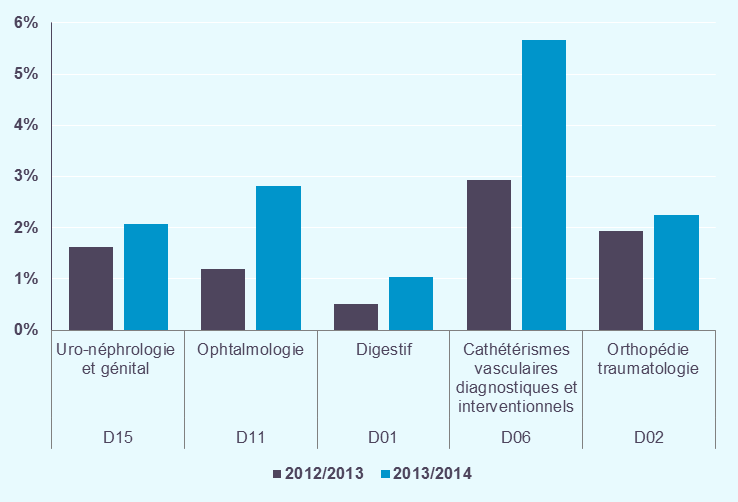 6%
5%
4%
3%
2%
1%
0%
Uro-néphrologie
et génital
Ophtalmologie
Digestif
Cathétérismes
vasculaires
diagnostiques et
interventionnels
Orthopédie
traumatologie
D15
D11
D01
D06
D02
2012/2013
2013/2014